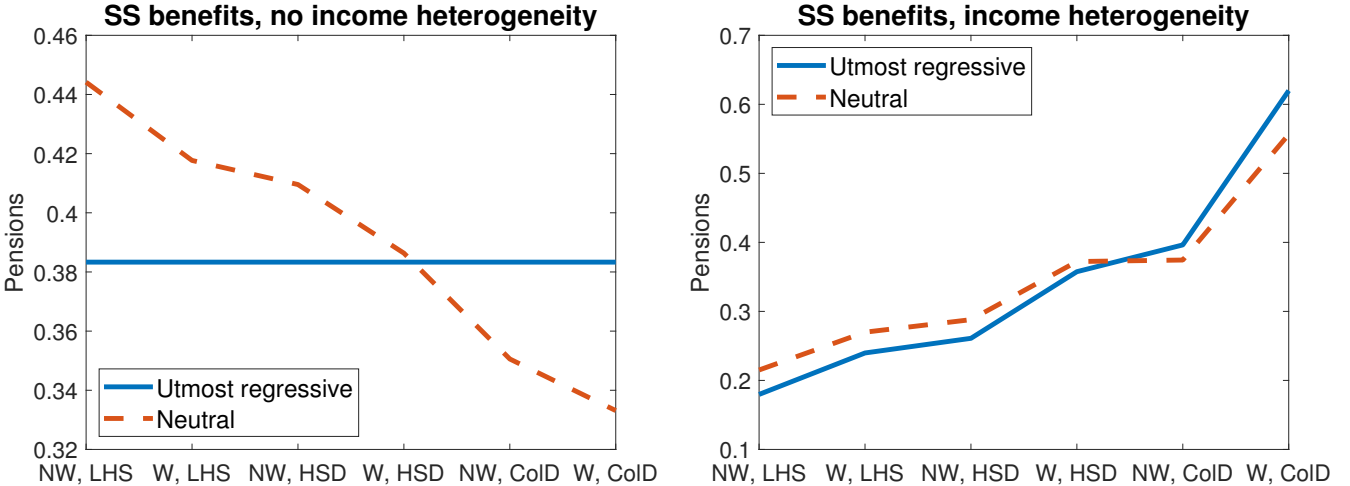 SS benefits, no income heterogeneity
0.46
0.44
0.42
0.4
0.38
0.36
0.34
0.32
Pensions
Utmost regressive
Neutral
NW, LHS
W, LHS
NW, HSD
W, HSD
NW, ColD
W, ColD
SS benefits, income heterogeneity
0.7
0.6
0.5
0.4
0.3
0.2
0.1
Pensions
Utmost regressive
Neutral
NW, LHS
W, LHS
NW, HSD
W, HSD
NW, ColD
W, ColD